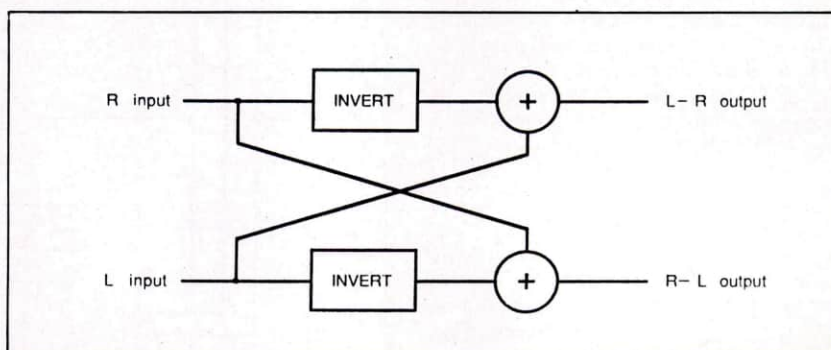 R input INVERT + L- R output
L input INVERT + R- L output